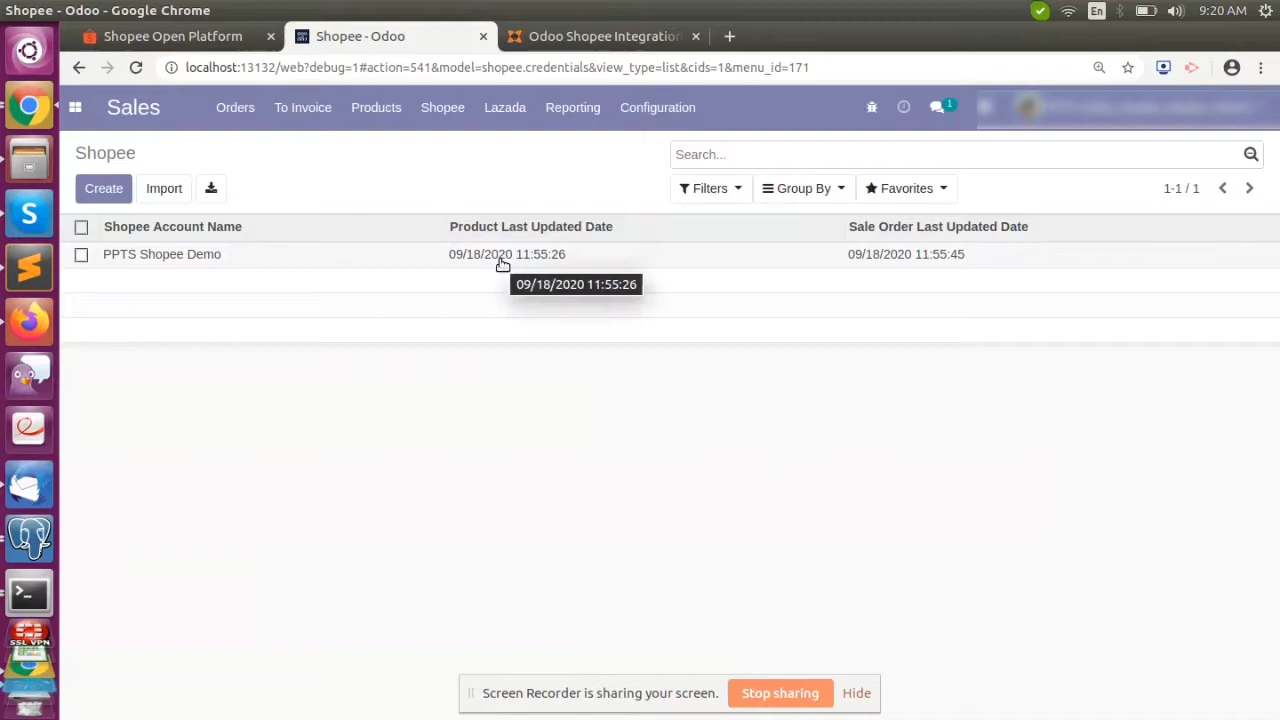 Shopee - Odoo - Google Chrome
En
9:20 AM
Shopee Open Platform
Shopee - Odoo
Odoo Shopee Integration
localhost:13132/web?debug=1#action=541&model=shopee.credentials&view_type=list&cids=1&menu_id=171
Sales
Orders
To Invoice
Products
Shopee
Lazada
Reporting
Configuration
1
Shopee
Search...
Create
Import
Filters
Group By
Favorites
1-1 / 1
Shopee Account Name
Product Last Updated Date
Sale Order Last Updated Date
PPTS Shopee Demo
09/18/2020 11:55:26
09/18/2020 11:55:45
09/18/2020 11:55:26
S
SSL VPN
Screen Recorder is sharing your screen.
Stop sharing
Hide